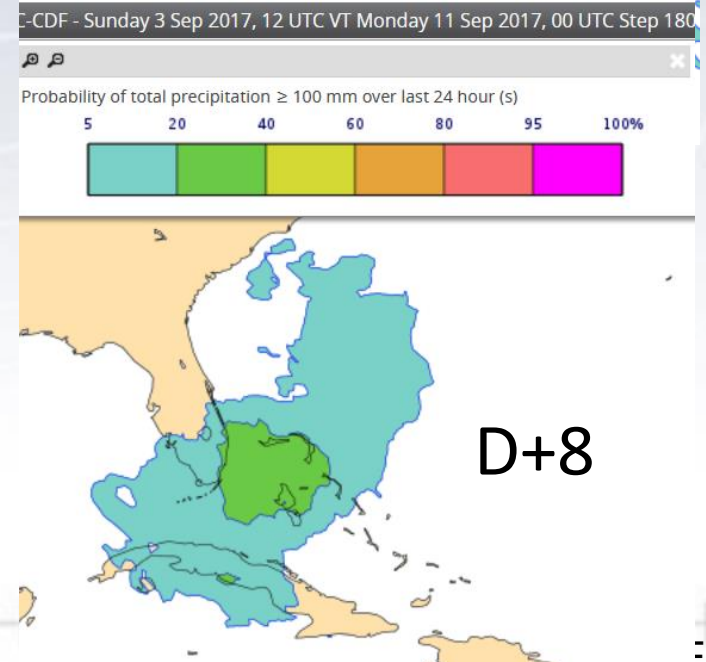 C-CDF - Sunday 3 Sep 2017, 12 UTC VT Monday 11 Sep 2017, 00 UTC Step 180
Probability of total precipitation ≥ 100 mm over last 24 hour (s)
5 20 40 60 80 95 100%
D+8